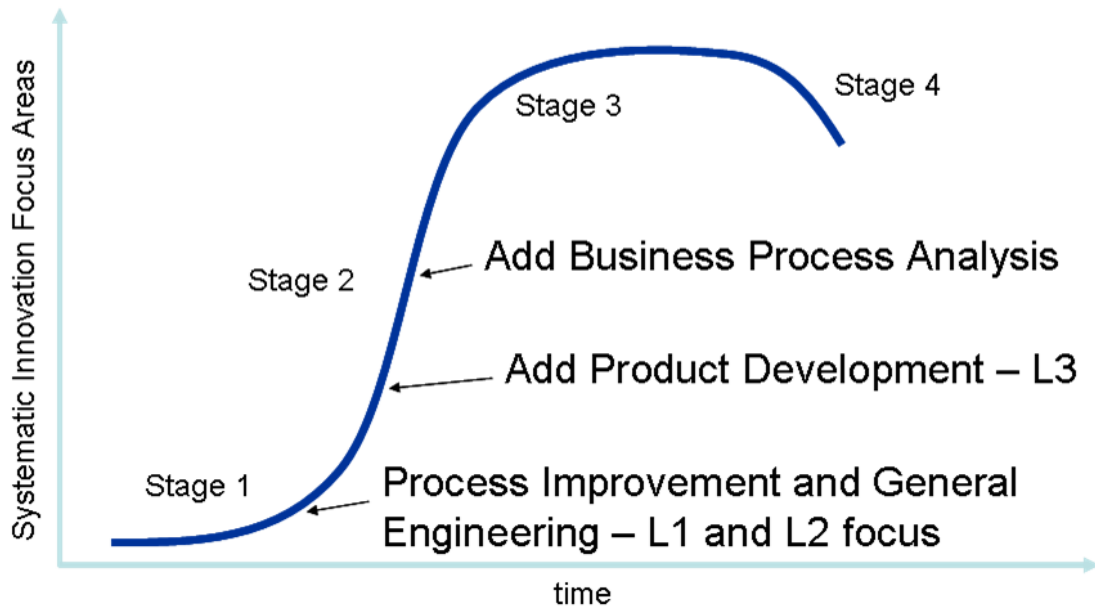 Systematic Innovation Focus Areas
Stage 4
Stage 3
Add Business Process Analysis
Stage 2
Add Product Development – L3
Stage 1
Process Improvement and General
Engineering – L1 and L2 focus
time